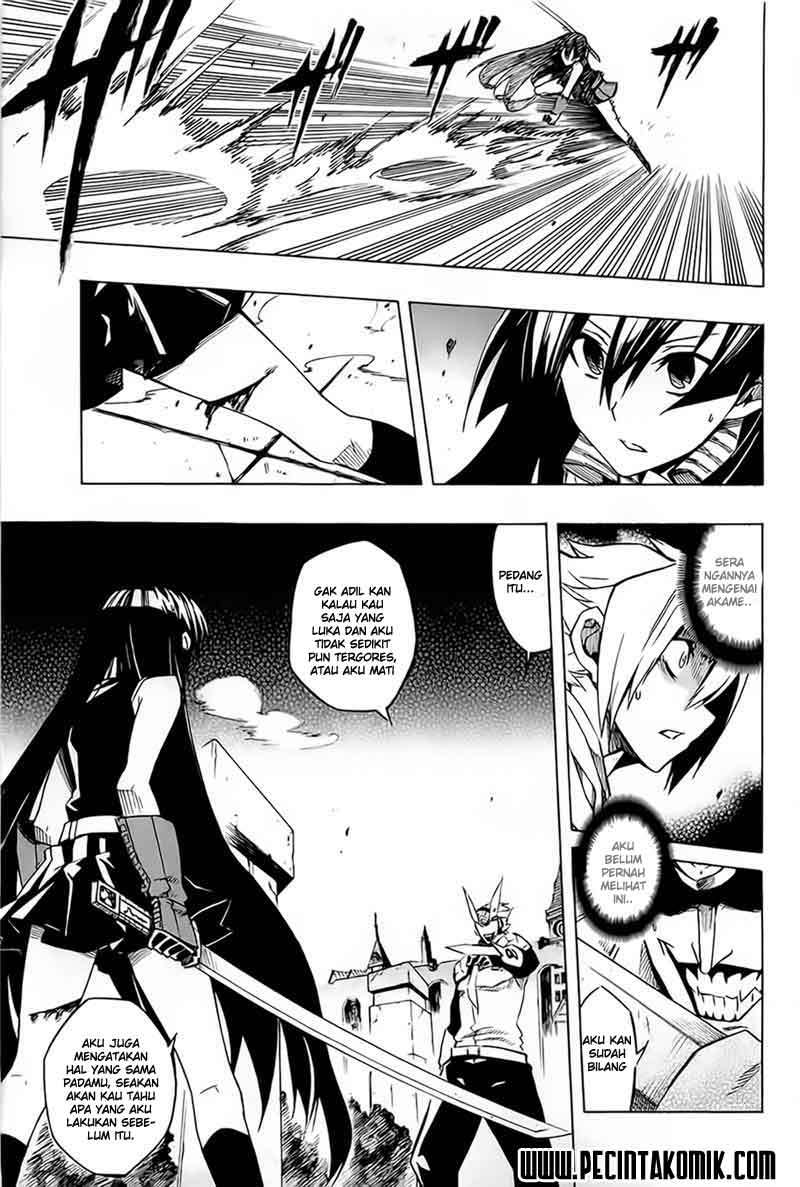 SERA
NGANNYA
MENGENAI
AKAME..
PEDANG
ITU...
GAK ADIL KAN
KALAU KAU
SAJA YANG
LUKA DAN AKU
TIDAK SEDIKIT
PUN TERGORES,
ATAU AKU MATI
AKU
BELUM
PERNAH
MELIHAT
INI..
AKU KAN
SUDAH
BILANG
AKU JUGA
MENGATAKAN
HAL YANG SAMA
PADAMU, SEAKAN
AKAN KAU TAHU
APA YANG AKU
LAKUKAN SEBE-
LUM ITU.
WWW.PECINTAKOMIK.COM